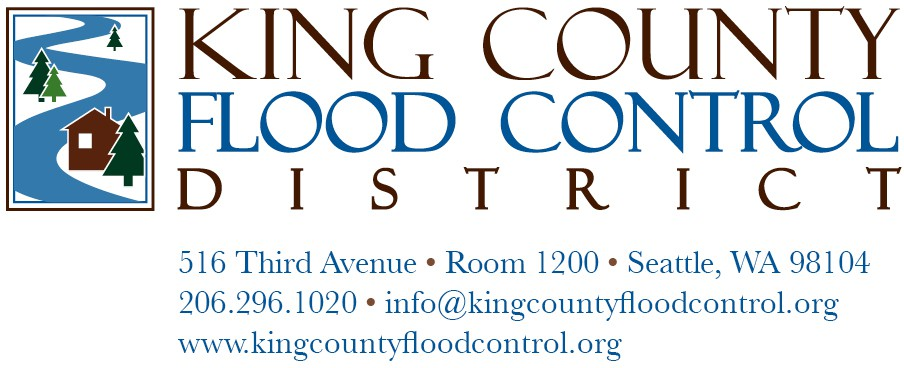 KING COUNTY
FLOOD CONTROL
DISTRICT
516 Third Avenue • Room 1200 • Seattle, WA 98104
206.296.1020 • info@kingcountyfloodcontrol.org
www.kingcountyfloodcontrol.org